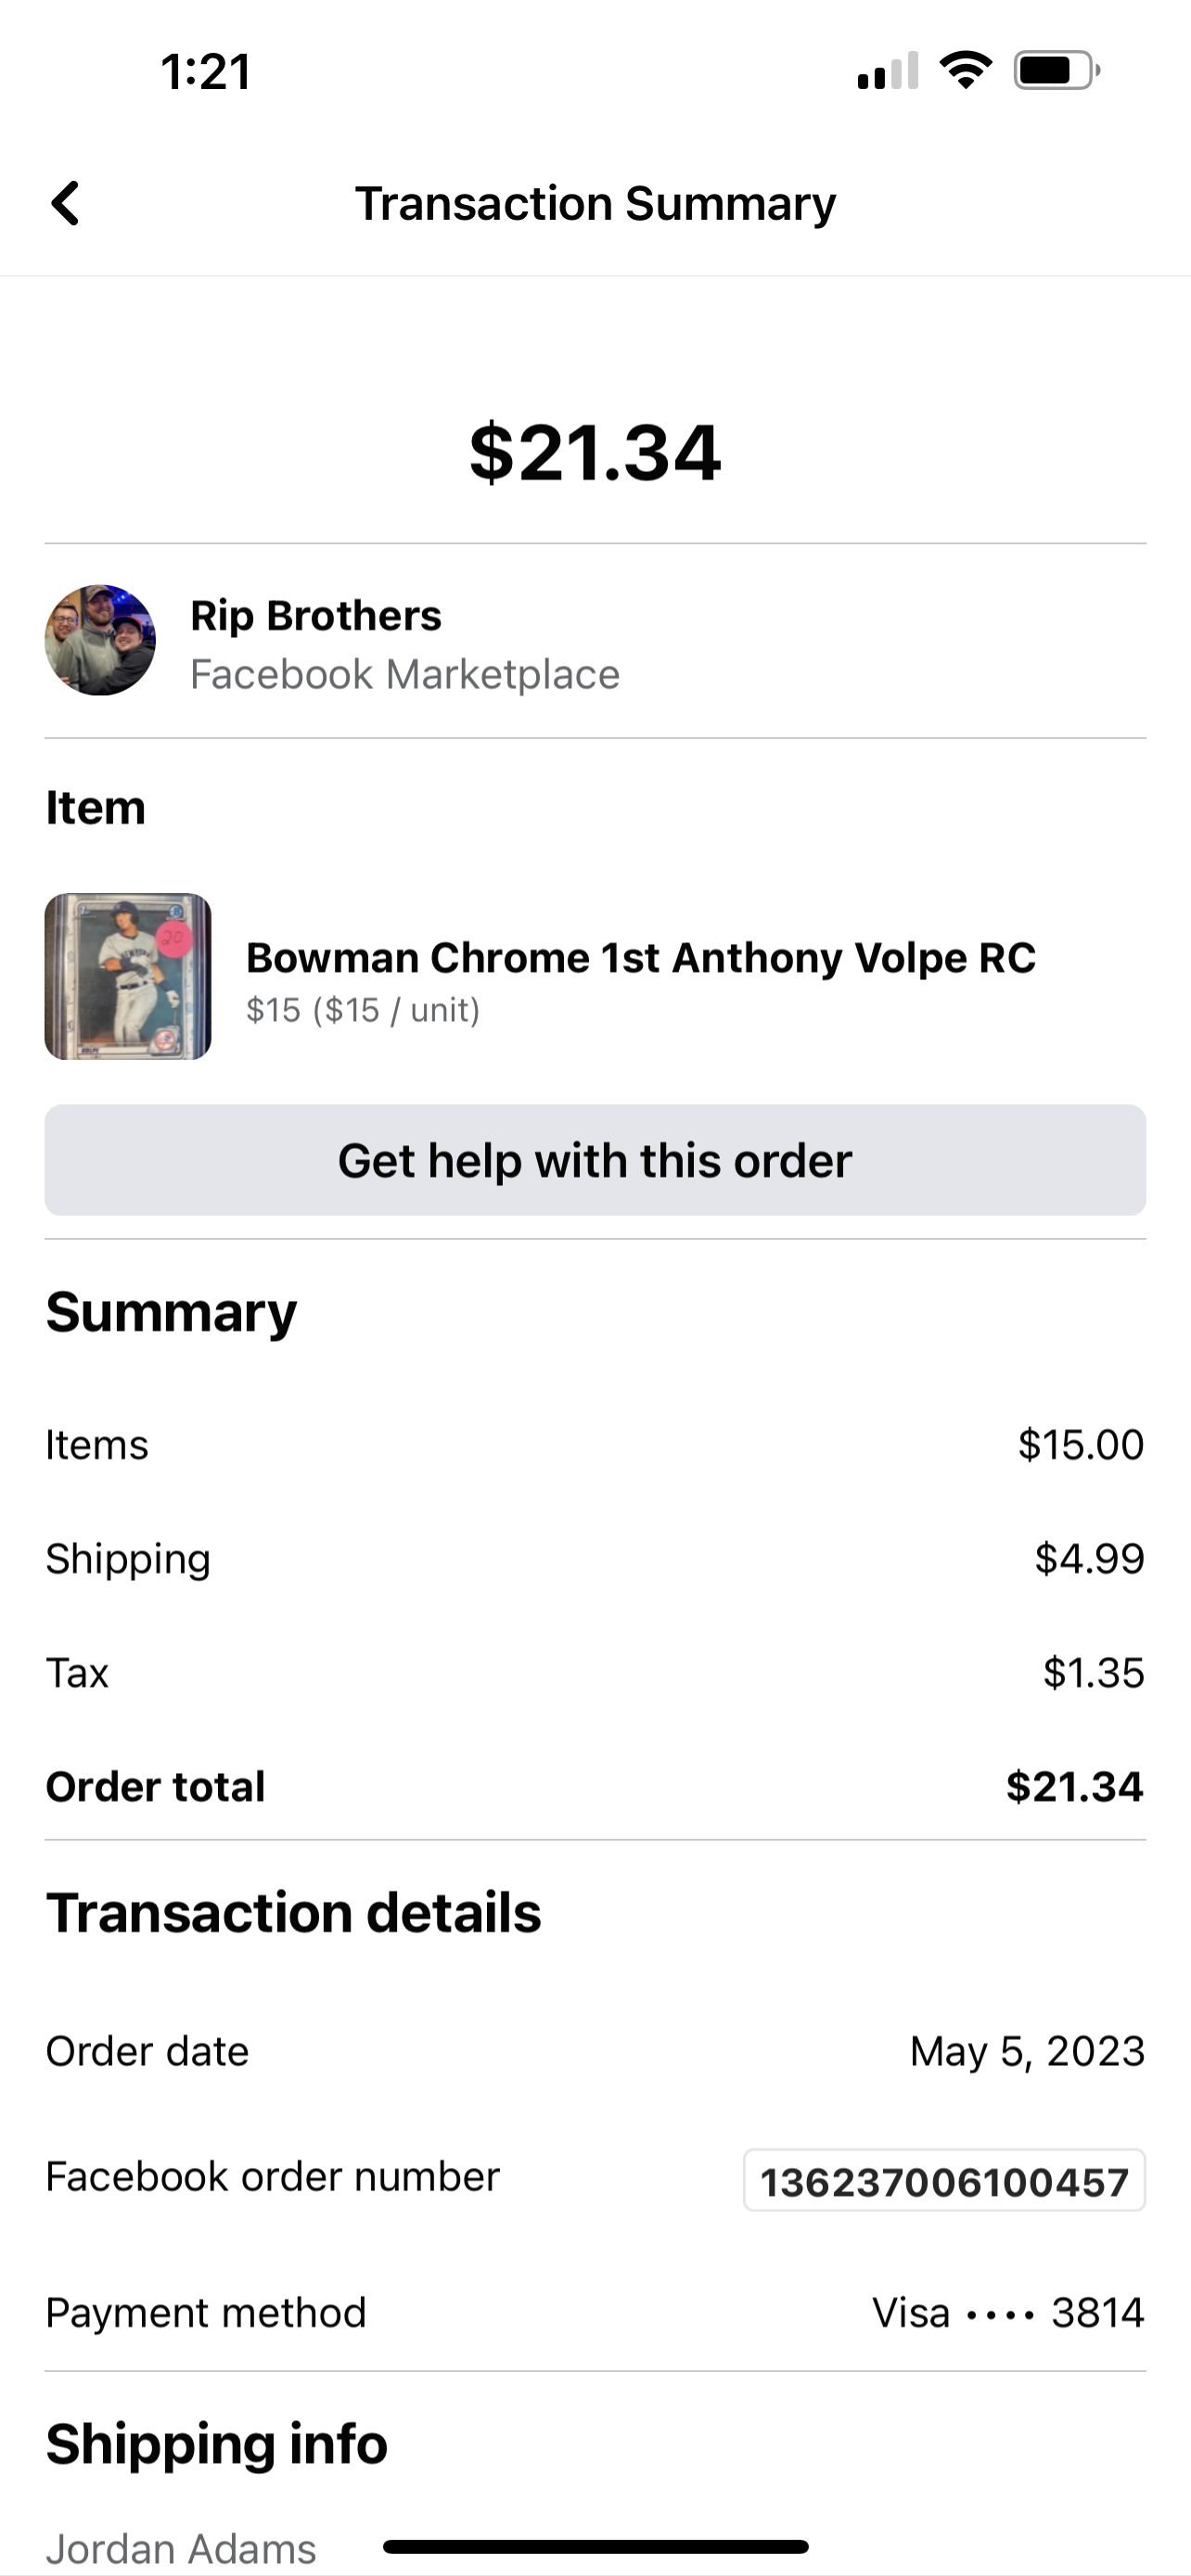 1:21
Transaction Summary
$21.34
Rip Brothers
Facebook Marketplace
Item
20
Bowman Chrome 1st Anthony Volpe RC
$15 ($15 / unit)
Get help with this order
Summary
Items $15.00
Shipping $4.99
Tax $1.35
Order total $21.34
Transaction details
Order date May 5, 2023
Facebook order number 136237006100457
Payment method Visa •••• 3814
Shipping info
Jordan Adams